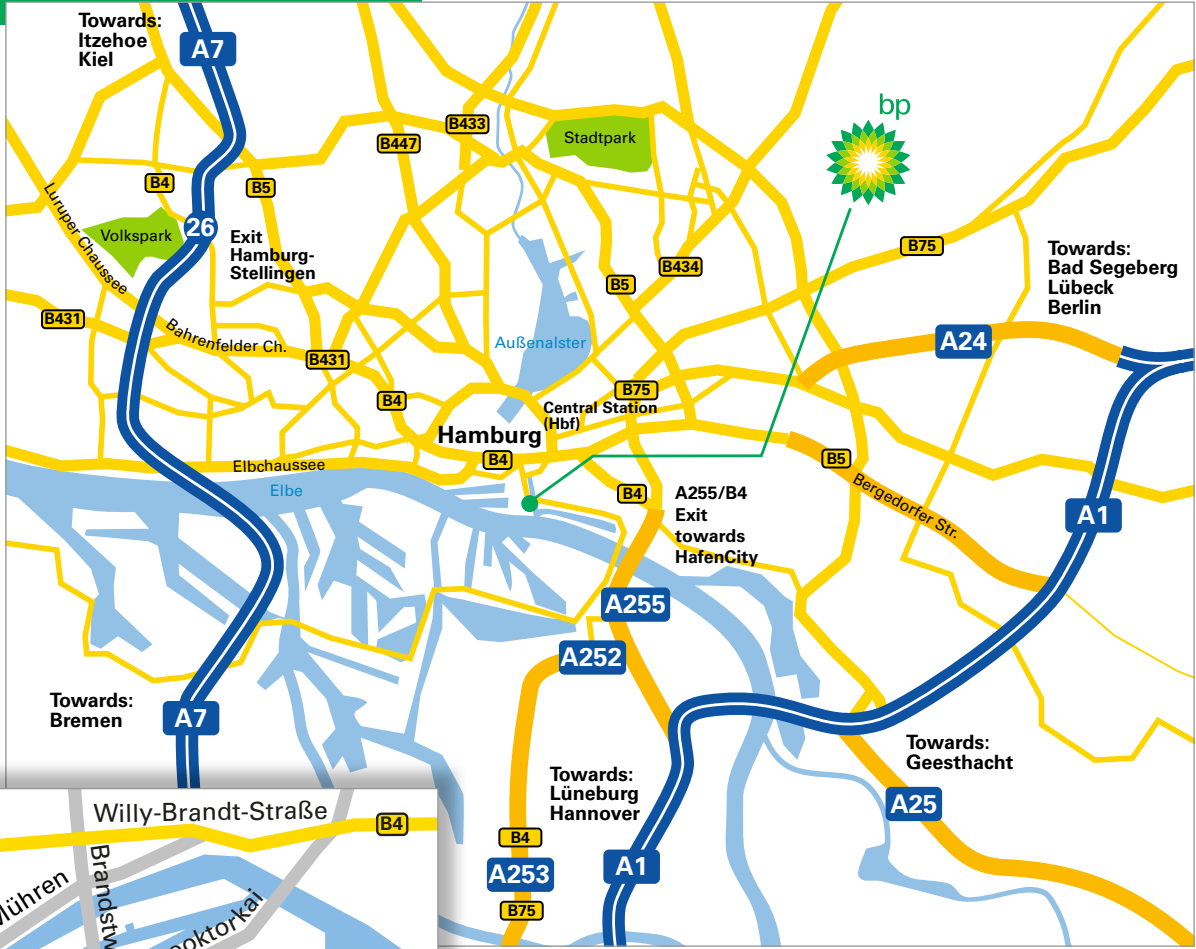 Towards:
Itzehoe
Kiel
A7
bp
B433
B447
Stadtpark
B4
B5
Luruper Chaussee
Volkspark
26
Exit
Hamburg-
Stellingen
B75
B434
B5
Towards:
Bad Segeberg
Lübeck
Berlin
B431
Bahrenfelder Ch.
B431
Außenalster
A24
B4
B75
Central Station
(Hbf)
Hamburg
B4
Elbchaussee
Elbe
B5
Bergedorfer Str.
B4
A255/B4
Exit
towards
HafenCity
A1
A255
A252
Towards:
Bremen
A7
Towards:
Geesthacht
Towards:
Lüneburg
Hannover
A25
B4
A253
B75
A1
Willy-Brandt-Straße
B4